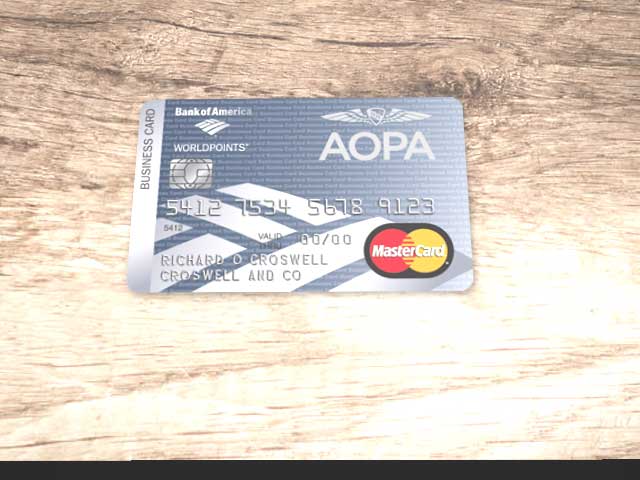 BUSINESS CARD
Bank of America
AOPA
WORLDPOINTS
5412 7534 5678 9123
5412
VALID
THRU
00/00
RICHARD O CROSWELL
CROSWELL AND CO
MasterCard